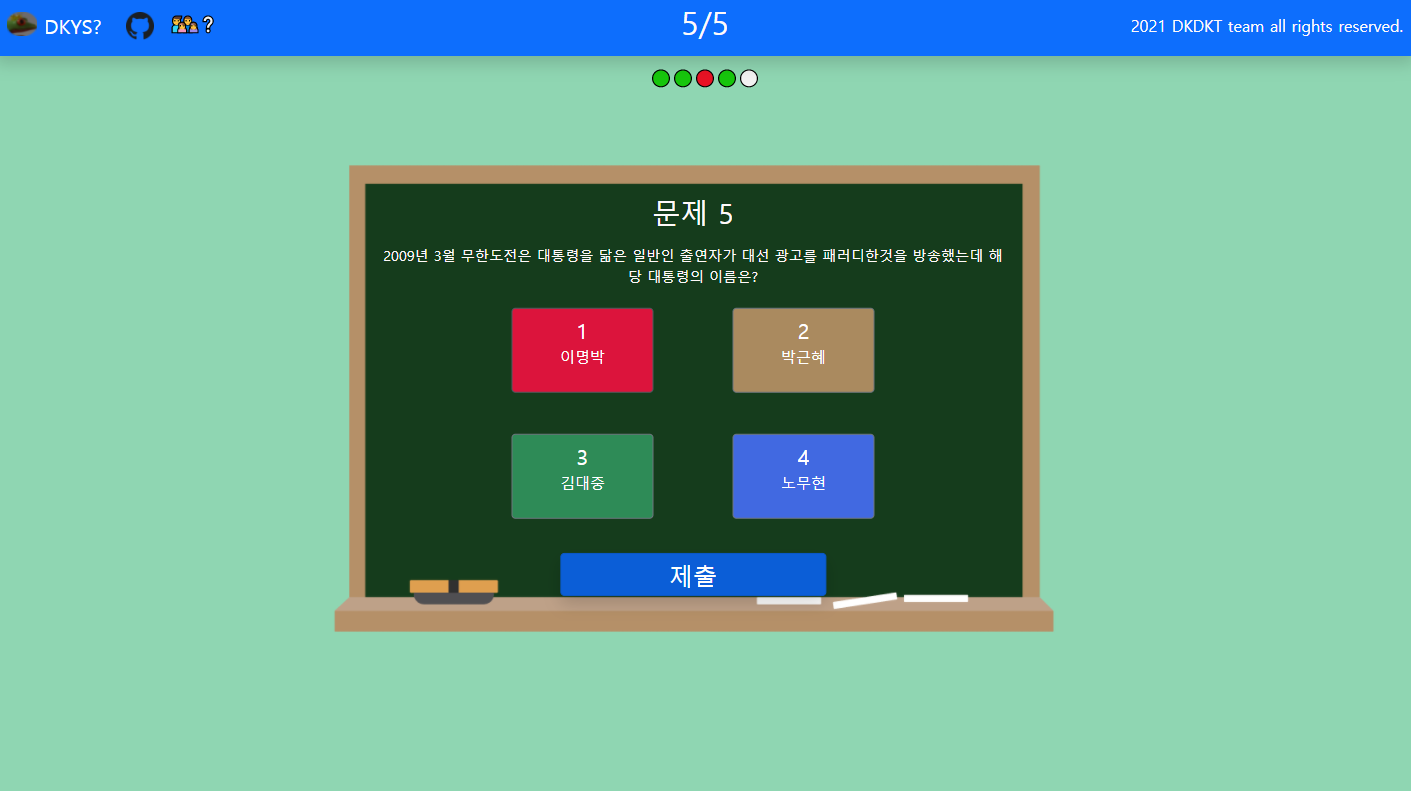 DKYS?
?
5/5
2021 DKDKT team all rights reserved.
문제 5
2009년 3월 무한도전은 대통령을 닮은 일반인 출연자가 대선 광고를 패러디한것을 방송했는데 해
당 대통령의 이름은?
1
이명박
2
박근혜
3
김대중
4
노무현
제출